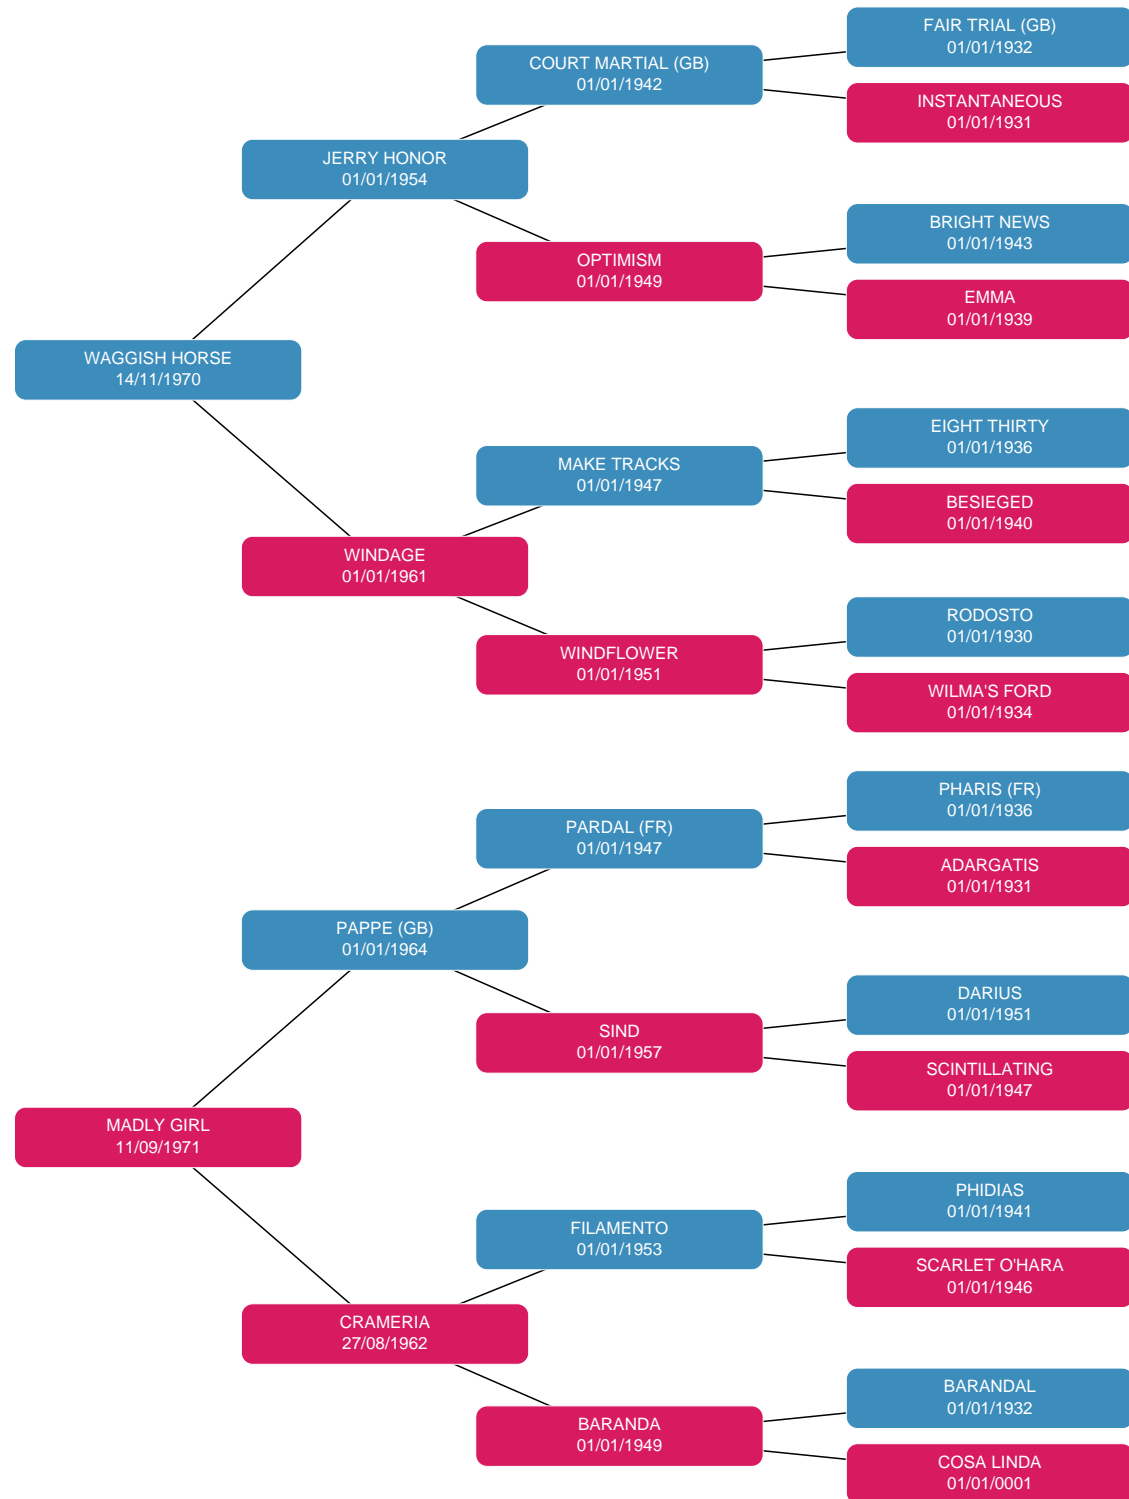 FAIR TRIAL (GB)
01/01/1932
COURT MARTIAL (GB)
01/01/1942
INSTANTANEOUS
01/01/1931
JERRY HONOR
01/01/1954
BRIGHT NEWS
01/01/1943
OPTIMISM
01/01/1949
EMMA
01/01/1939
WAGGISH HORSE
14/11/1970
EIGHT THIRTY
01/01/1936
MAKE TRACKS
01/01/1947
BESIEGED
01/01/1940
WINDAGE
01/01/1961
RODOSTO
01/01/1930
WINDFLOWER
01/01/1951
WILMA'S FORD
01/01/1934
PHARIS (FR)
01/01/1936
PARDAL (FR)
01/01/1947
ADARGATIS
01/01/1931
PAPPE (GB)
01/01/1964
DARIUS
01/01/1951
SIND
01/01/1957
SCINTILLATING
01/01/1947
MADLY GIRL
11/09/1971
PHIDIAS
01/01/1941
FILAMENTO
01/01/1953
SCARLET O'HARA
01/01/1946
CRAMERIA
27/08/1962
BARANDAL
01/01/1932
BARANDA
01/01/1949
COSA LINDA
01/01/0001